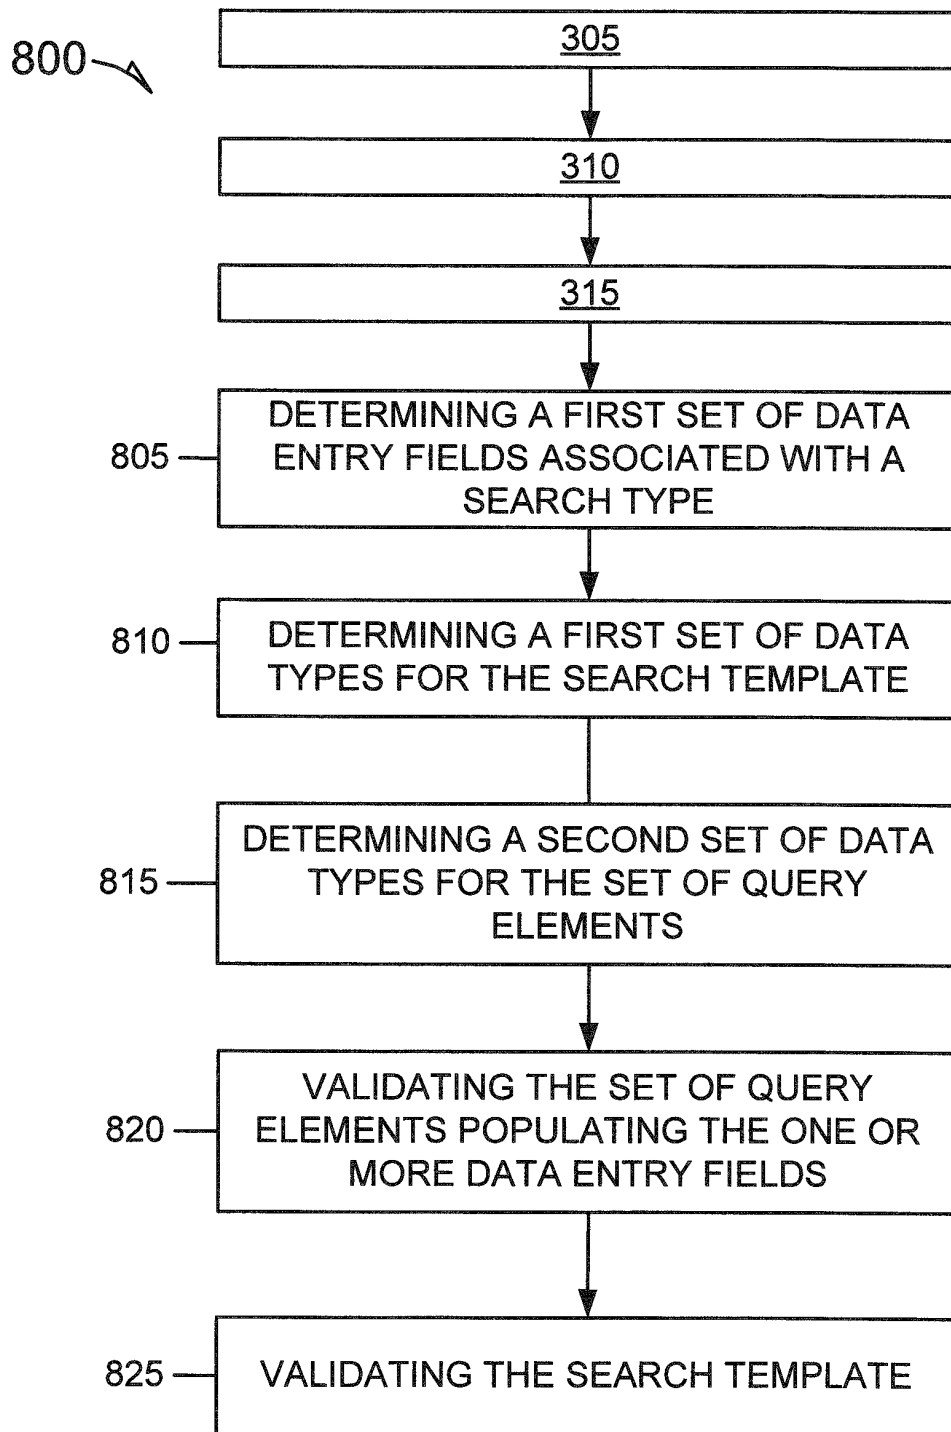 800
305
310
315
805
DETERMINING A FIRST SET OF DATA
ENTRY FIELDS ASSOCIATED WITH A
SEARCH TYPE
810
DETERMINING A FIRST SET OF DATA
TYPES FOR THE SEARCH TEMPLATE
815
DETERMINING A SECOND SET OF DATA
TYPES FOR THE SET OF QUERY
ELEMENTS
820
VALIDATING THE SET OF QUERY
ELEMENTS POPULATING THE ONE OR
MORE DATA ENTRY FIELDS
825
VALIDATING THE SEARCH TEMPLATE